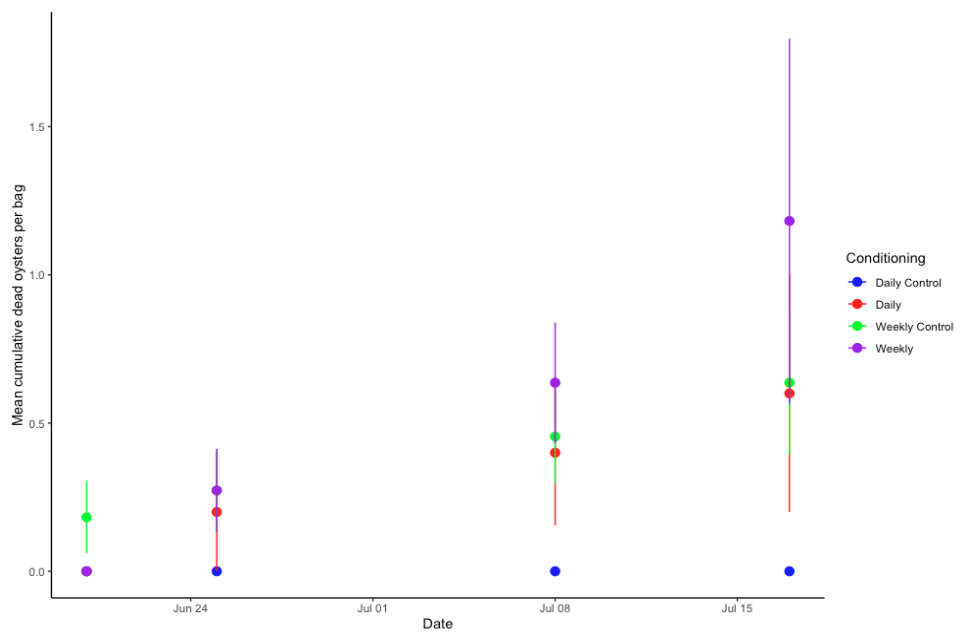 Mean cumulative dead oysters per bag
1.5
1.0
0.5
0.0
Jun 24
Jul 01
Jul 08
Jul 15
Date
Conditioning
Daily Control
Daily
Weekly Control
Weekly